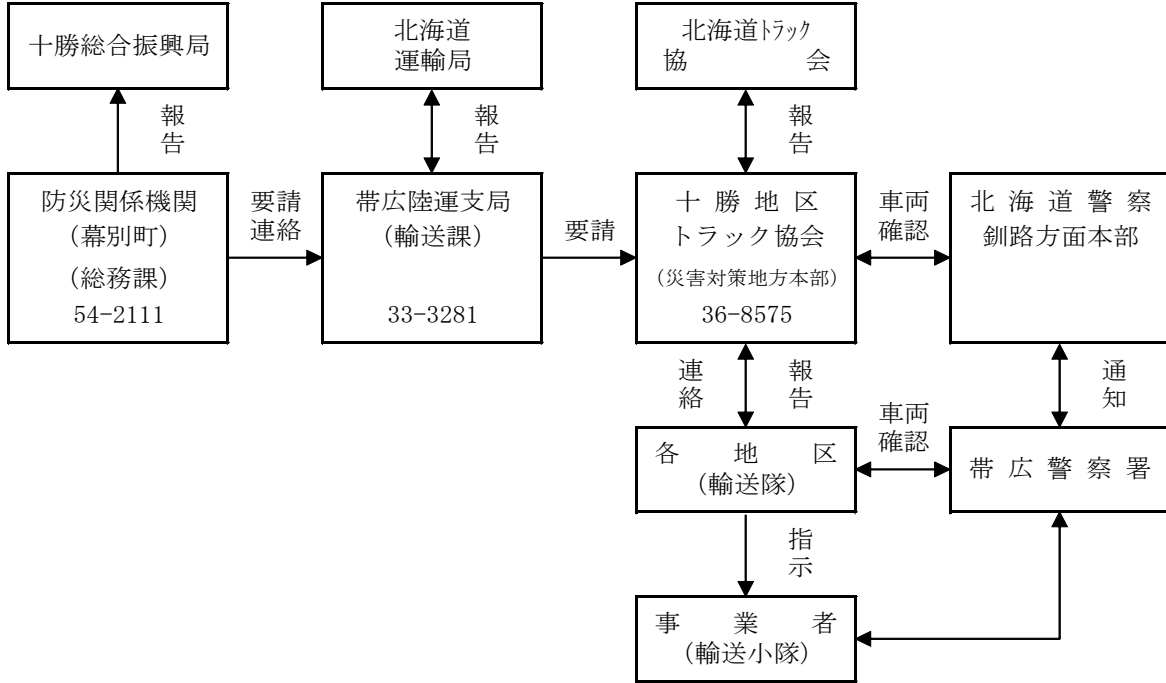 十勝総合振興局
北海道
運輸局
北海道トラック
協会
報告
報告
報告
防災関係機関
(幕別町)
(総務課)
54-2111
要請
連絡
帯広陸運支局
(輸送課)
33-3281
要請
十勝地区
トラック協会
(災害対策地方本部)
36-8575
車両
確認
北海道警察
釧路方面本部
連絡
報告
通知
各地区
(輸送隊)
車両
確認
帯広警察署
指示
事業者
(輸送小隊)